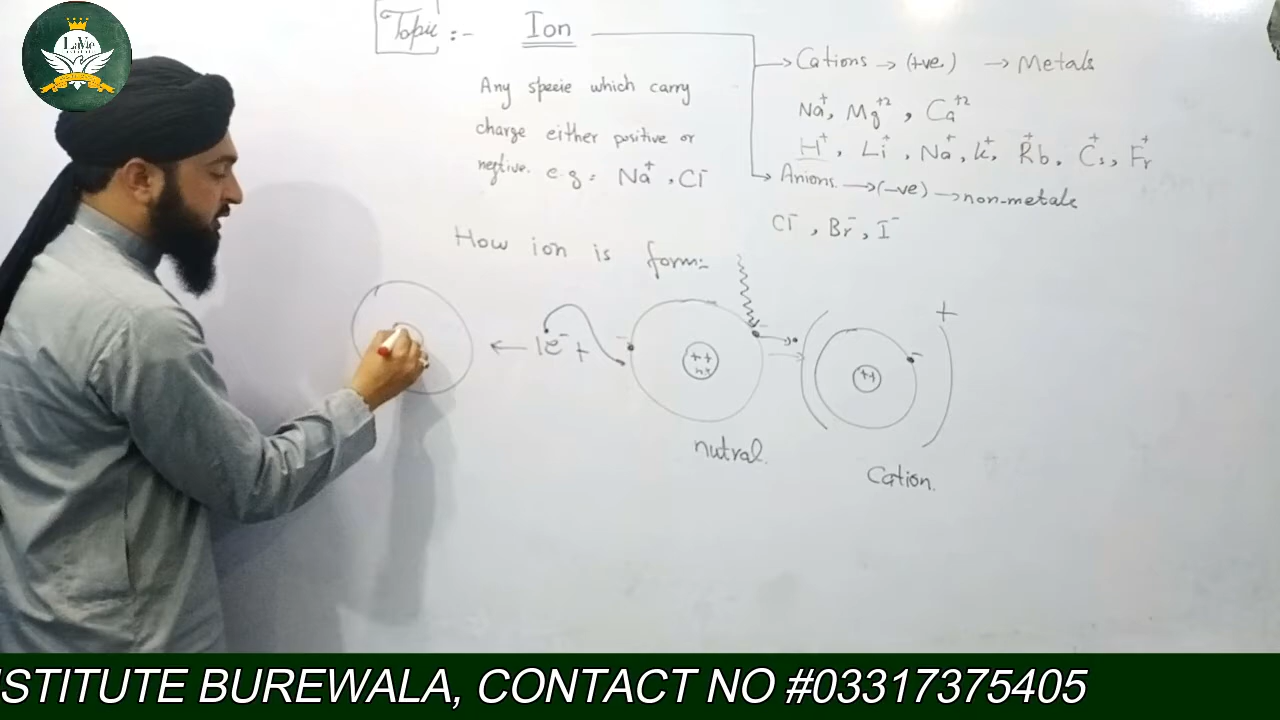 Topic :- Ion
Any specie which carry
charge either positive or
negtive. e.g = Na⁺, Cl⁻
→ Cations → (+ve) → Metals
Na⁺, Mg⁺², Ca⁺²
H⁺, Li⁺, Na⁺, K⁺, Rb⁺, Cs⁺, Fr⁺
→ Anions → (-ve) → non-metals
Cl⁻, Br⁻, I⁻
How ion is form:-
← 1e⁻ +
++
→
++
+
nutral.
Cation.
LaVie
STITUTE BUREWALA, CONTACT NO #03317375405